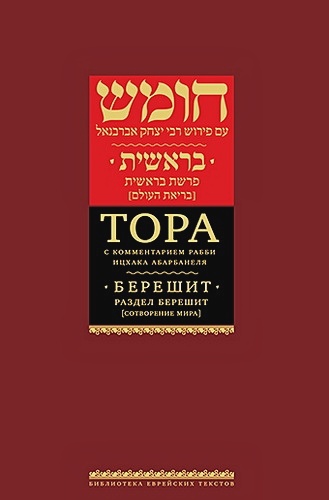 חומש
עם פירוש רבי יצחק אברבנאל
בראשית
פרשת בראשית
[בריאת העולם]
ТОРА
С КОММЕНТАРИЕМ РАББИ
ИЦХАКА АБАРБАНЕЛЯ
· БЕРЕШИТ ·
РАЗДЕЛ БЕРЕШИТ
[СОТВОРЕНИЕ МИРА]
БИБЛИОТЕКА ЕВРЕЙСКИХ ТЕКСТОВ